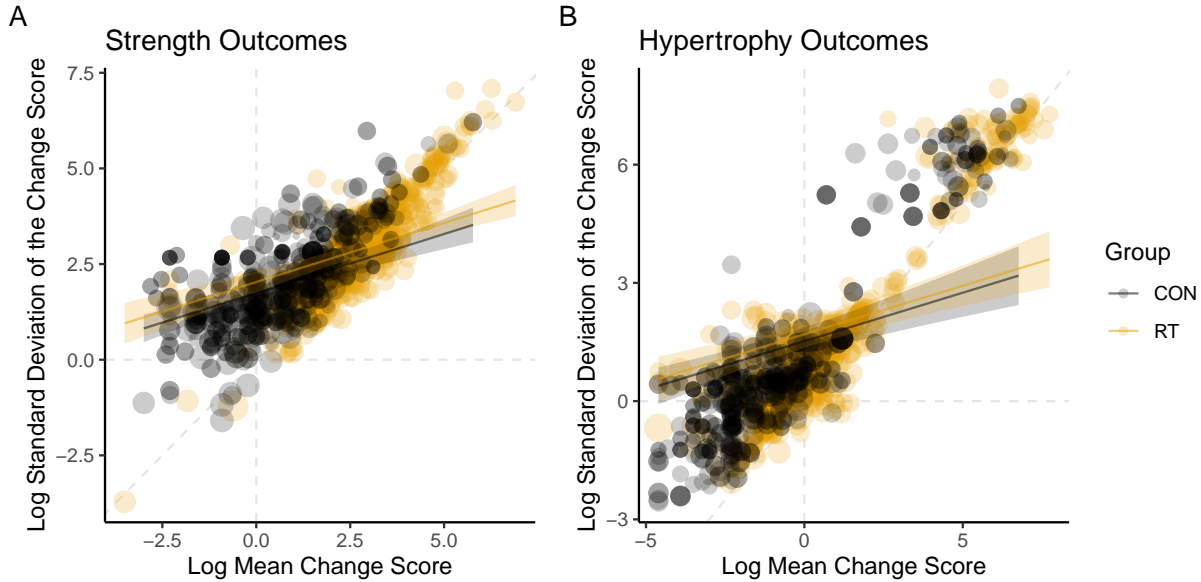 A
Strength Outcomes
Log Standard Deviation of the Change Score
7.5
5.0
2.5
0.0
−2.5
−2.5
0.0
2.5
5.0
Log Mean Change Score
B
Hypertrophy Outcomes
Log Standard Deviation of the Change Score
6
3
0
−3
−5
0
5
Log Mean Change Score
Group
CON
RT